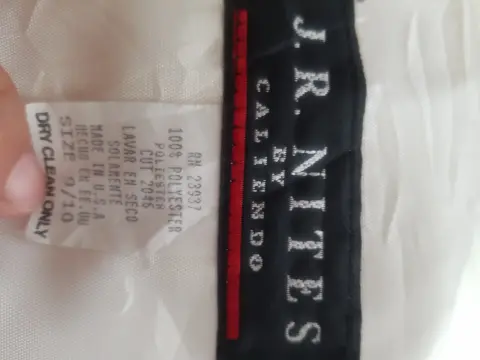 J.R. NITES
BY
CALIENDO
RN 23937
100% POLYESTER
POLIESTER
CUT 2046
LAVAR EN SECO
SOLAMENTE
MADE IN U.S.A
HECHO EN EE.UU
SIZE 9/10
DRY CLEAN ONLY